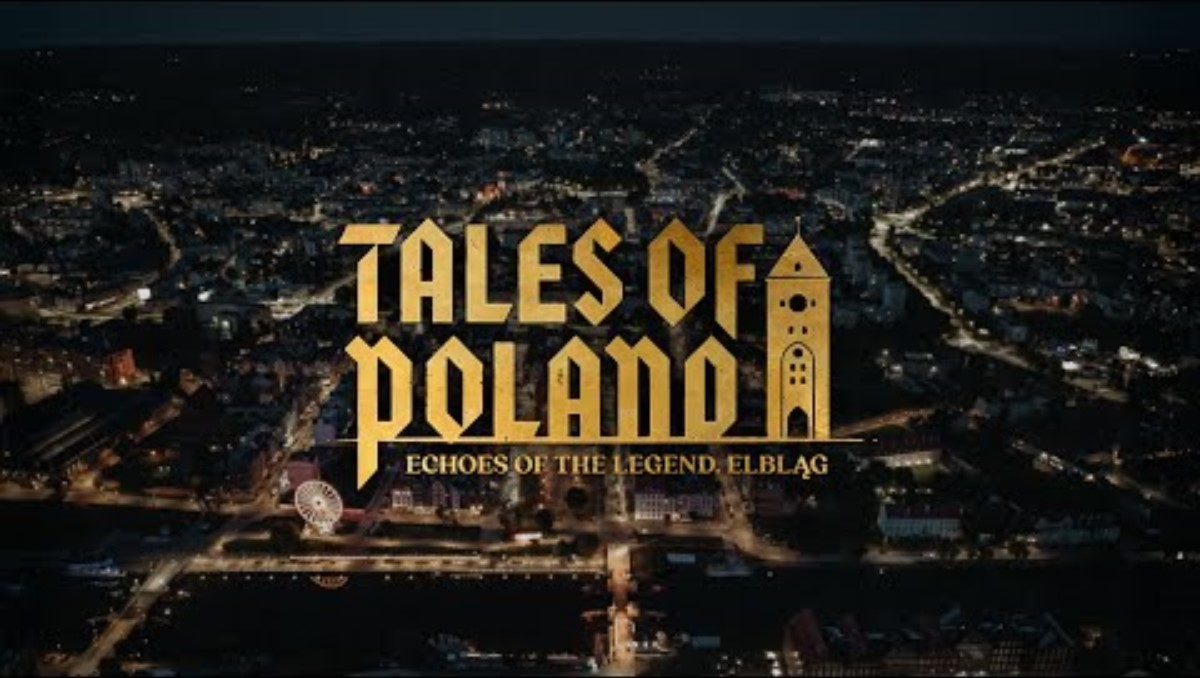 TALES OF
POLAND
ECHOES OF THE LEGEND. ELBLĄG